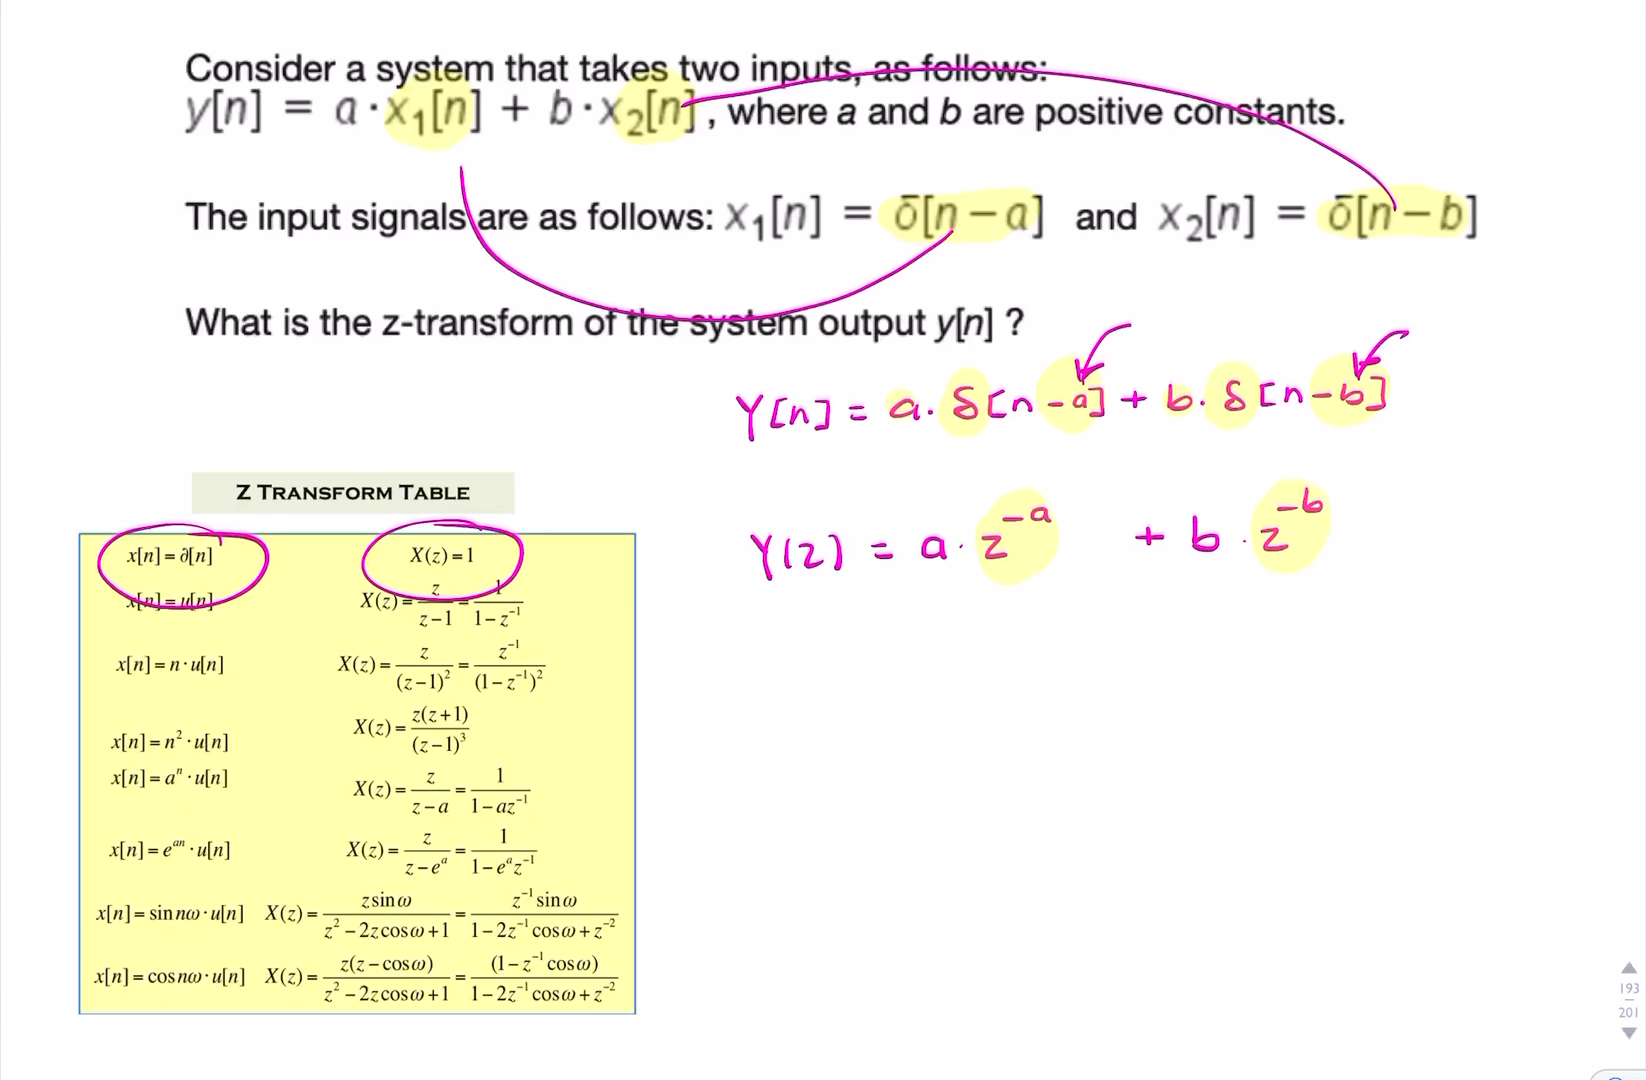 Consider a system that takes two inputs, as follows:
y[n] = a · x₁[n] + b · x₂[n] , where a and b are positive constants.
The input signals are as follows: x₁[n] = δ[n − a] and x₂[n] = δ[n − b]
What is the z-transform of the system output y[n] ?
Y[n] = a. δ[n - a] + b. δ[n - b]
Y(z) = a. z^-a + b . z^-b
Z TRANSFORM TABLE
x[n] = ∂[n] X(z) = 1
x[n] = u[n] X(z) = z/(z−1) = 1/(1−z⁻¹)
x[n] = n · u[n] X(z) = z/(z−1)² = z⁻¹/(1−z⁻¹)²
x[n] = n² · u[n] X(z) = z(z+1)/(z−1)³
x[n] = aⁿ · u[n] X(z) = z/(z−a) = 1/(1−az⁻¹)
x[n] = e^an · u[n] X(z) = z/(z−e^a) = 1/(1−e^a z⁻¹)
x[n] = sin nω · u[n] X(z) = z sin ω/(z² − 2z cos ω + 1) = z⁻¹ sin ω/(1 − 2z⁻¹ cos ω + z⁻²)
x[n] = cos nω · u[n] X(z) = z(z − cos ω)/(z² − 2z cos ω + 1) = (1 − z⁻¹ cos ω)/(1 − 2z⁻¹ cos ω + z⁻²)
193
201